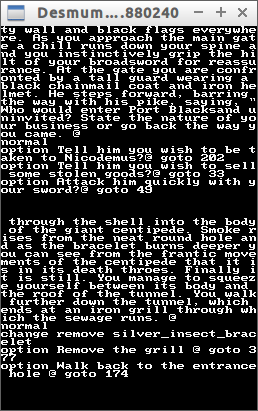 Desmum....880240
ty wall and black flags everywhe
re. As you approach the main gat
e a chill runs down your spine a
nd you instinctively grip the hi
lt of your broadsword for reassu
rance. At the gate you are confr
onted by a tall guard wearing a
black chainmail coat and iron he
lmet. He steps forward, barring
the way with his pike, saying, "
Who would enter Port Blacksand u
ninvited? State the nature of yo
ur business or go back the way y
ou came. @
normal
option Tell him you wish to be t
aken to Nicodemus?@ goto 202
option Tell him you wish to sell
 some stolen goods?@ goto 33
option Attack him quickly with y
our sword?@ goto 49
 through the shell into the body
 of the giant centipede. Smoke r
ises from the neat round hole an
d as the bracelet burns deeper y
ou can see from the frantic move
ments of the centipede that it i
s in its death throes. Finally i
t is still. You manage to squeez
e yourself between its body and
the roof of the tunnel. You walk
 further down the tunnel, which
ends at an iron grill through wh
ich the sewage runs. @
normal
change remove silver_insect_brac
elet
option Remove the grill @ goto 3
77
option Walk back to the entrance
 hole @ goto 174